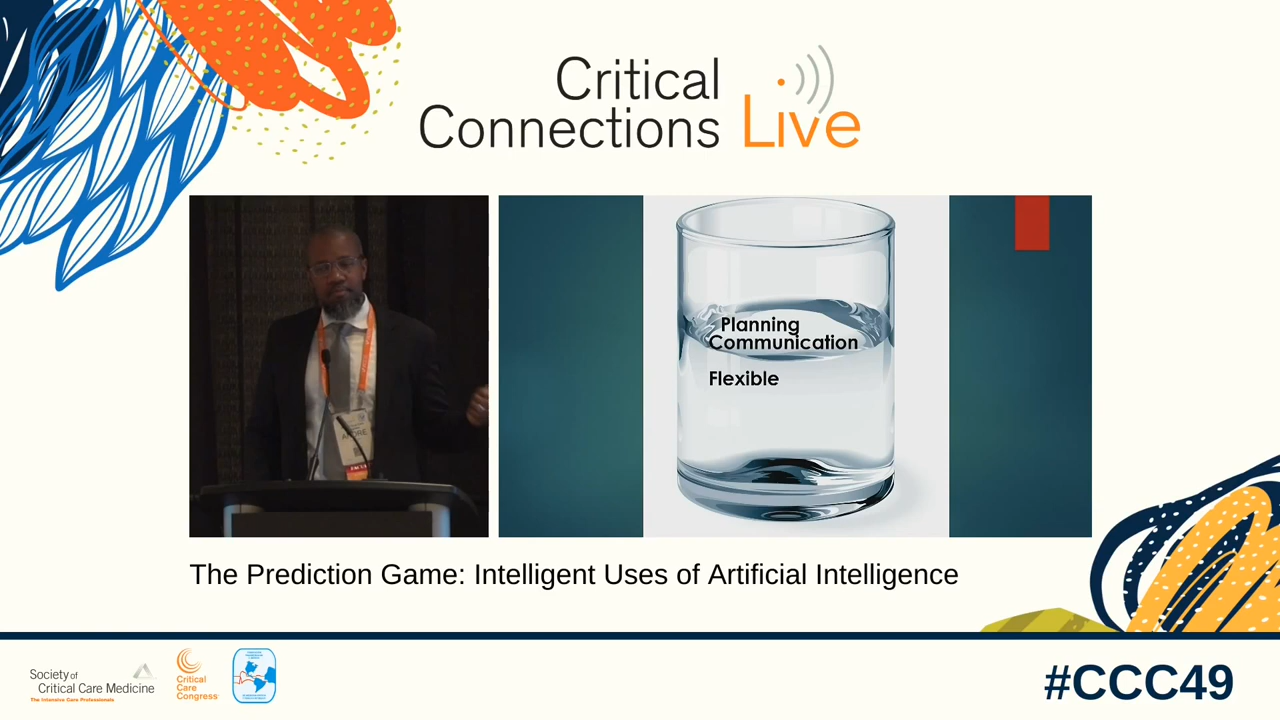 Critical
Connections Live
Planning
Communication
Flexible
The Prediction Game: Intelligent Uses of Artificial Intelligence
Society of
Critical Care Medicine
The Intensive Care Professionals
Critical
Care
Congress
#CCC49